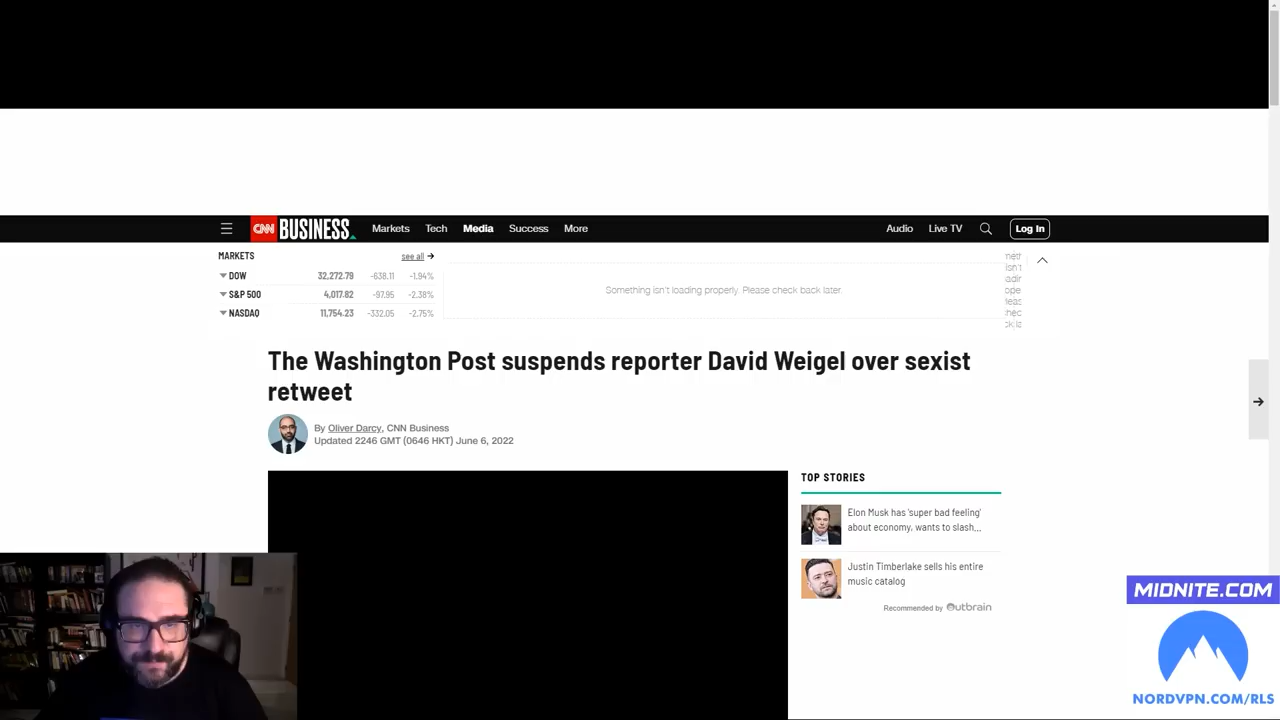 CNN BUSINESS Markets Tech Media Success More Audio Live TV Log In
MARKETS see all
DOW 32,272.79 -638.11 -1.94%
S&P 500 4,017.82 -97.95 -2.38%
NASDAQ 11,754.23 -332.05 -2.75%
Something isn't loading properly. Please check back later.
The Washington Post suspends reporter David Weigel over sexist
retweet
By Oliver Darcy, CNN Business
Updated 2246 GMT (0646 HKT) June 6, 2022
TOP STORIES
Elon Musk has 'super bad feeling'
about economy, wants to slash...
Justin Timberlake sells his entire
music catalog
Recommended by Outbrain
MIDNITE.COM
NORDVPN.COM/RLS